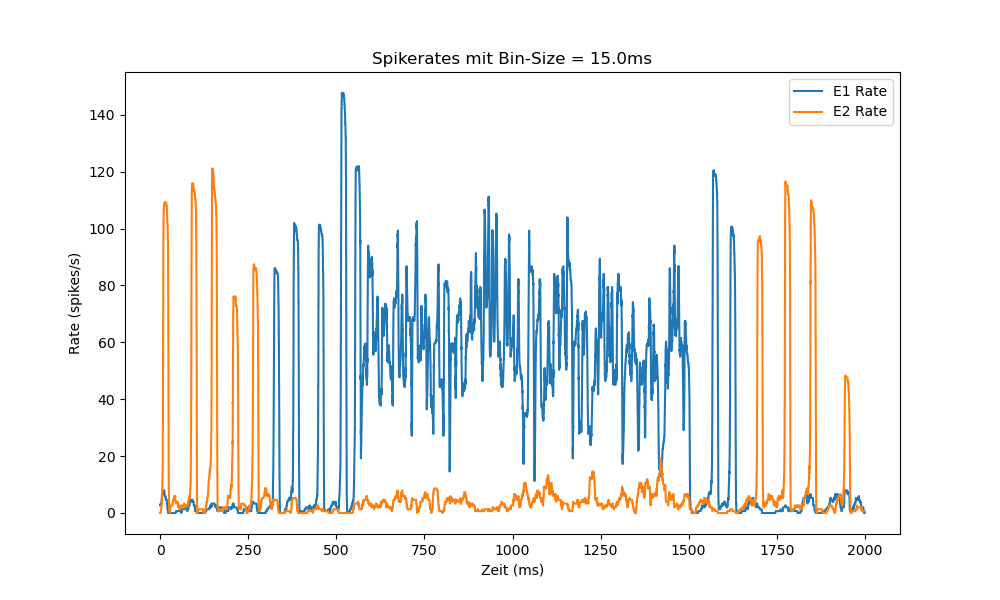 Spikerates mit Bin-Size = 15.0ms
E1 Rate
E2 Rate
140
120
100
80
60
40
20
0
Rate (spikes/s)
0 250 500 750 1000 1250 1500 1750 2000
Zeit (ms)